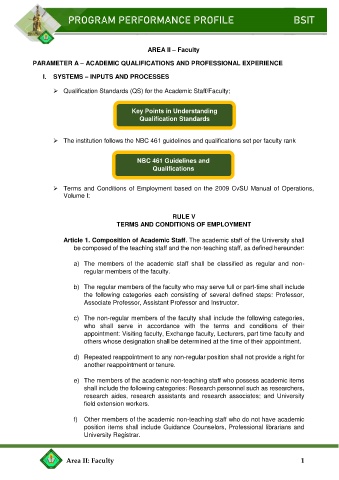 PROGRAM PERFORMANCE PROFILE BSIT
AREA II – Faculty
PARAMETER A – ACADEMIC QUALIFICATIONS AND PROFESSIONAL EXPERIENCE
I. SYSTEMS – INPUTS AND PROCESSES
➢ Qualification Standards (QS) for the Academic Staff/Faculty:
Key Points in Understanding
Qualification Standards
➢ The institution follows the NBC 461 guidelines and qualifications set per faculty rank
NBC 461 Guidelines and
Qualifications
➢ Terms and Conditions of Employment based on the 2009 CvSU Manual of Operations,
Volume I:
RULE V
TERMS AND CONDITIONS OF EMPLOYMENT
Article 1. Composition of Academic Staff. The academic staff of the University shall
be composed of the teaching staff and the non-teaching staff, as defined hereunder:
a) The members of the academic staff shall be classified as regular and non-
regular members of the faculty.
b) The regular members of the faculty who may serve full or part-time shall include
the following categories each consisting of several defined steps: Professor,
Associate Professor, Assistant Professor and Instructor.
c) The non-regular members of the faculty shall include the following categories,
who shall serve in accordance with the terms and conditions of their
appointment: Visiting faculty, Exchange faculty, Lecturers, part time faculty and
others whose designation shall be determined at the time of their appointment.
d) Repeated reappointment to any non-regular position shall not provide a right for
another reappointment or tenure.
e) The members of the academic non-teaching staff who possess academic items
shall include the following categories: Research personnel such as researchers,
research aides, research assistants and research associates; and University
field extension workers.
f) Other members of the academic non-teaching staff who do not have academic
position items shall include Guidance Counselors, Professional librarians and
University Registrar.
Area II: Faculty 1